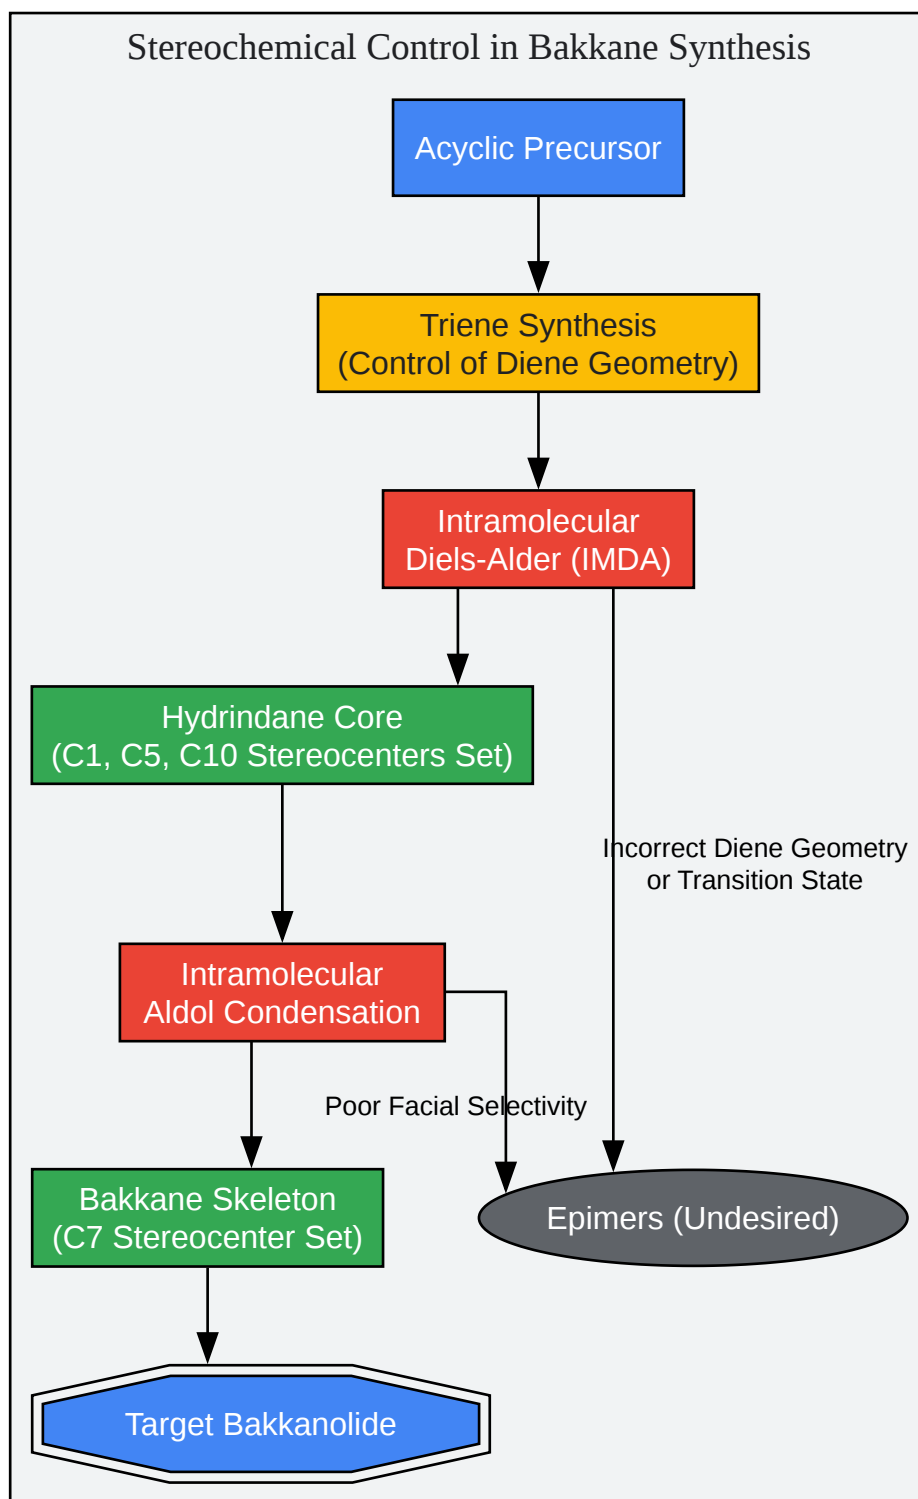 Stereochemical Control in Bakkane Synthesis
Acyclic Precursor
Triene Synthesis
(Control of Diene Geometry)
Intramolecular
Diels-Alder (IMDA)
Hydrindane Core
(C1, C5, C10 Stereocenters Set)
Incorrect Diene Geometry
or Transition State
Intramolecular
Aldol Condensation
Poor Facial Selectivity
Bakkane Skeleton
(C7 Stereocenter Set)
Epimers (Undesired)
Target Bakkanolide